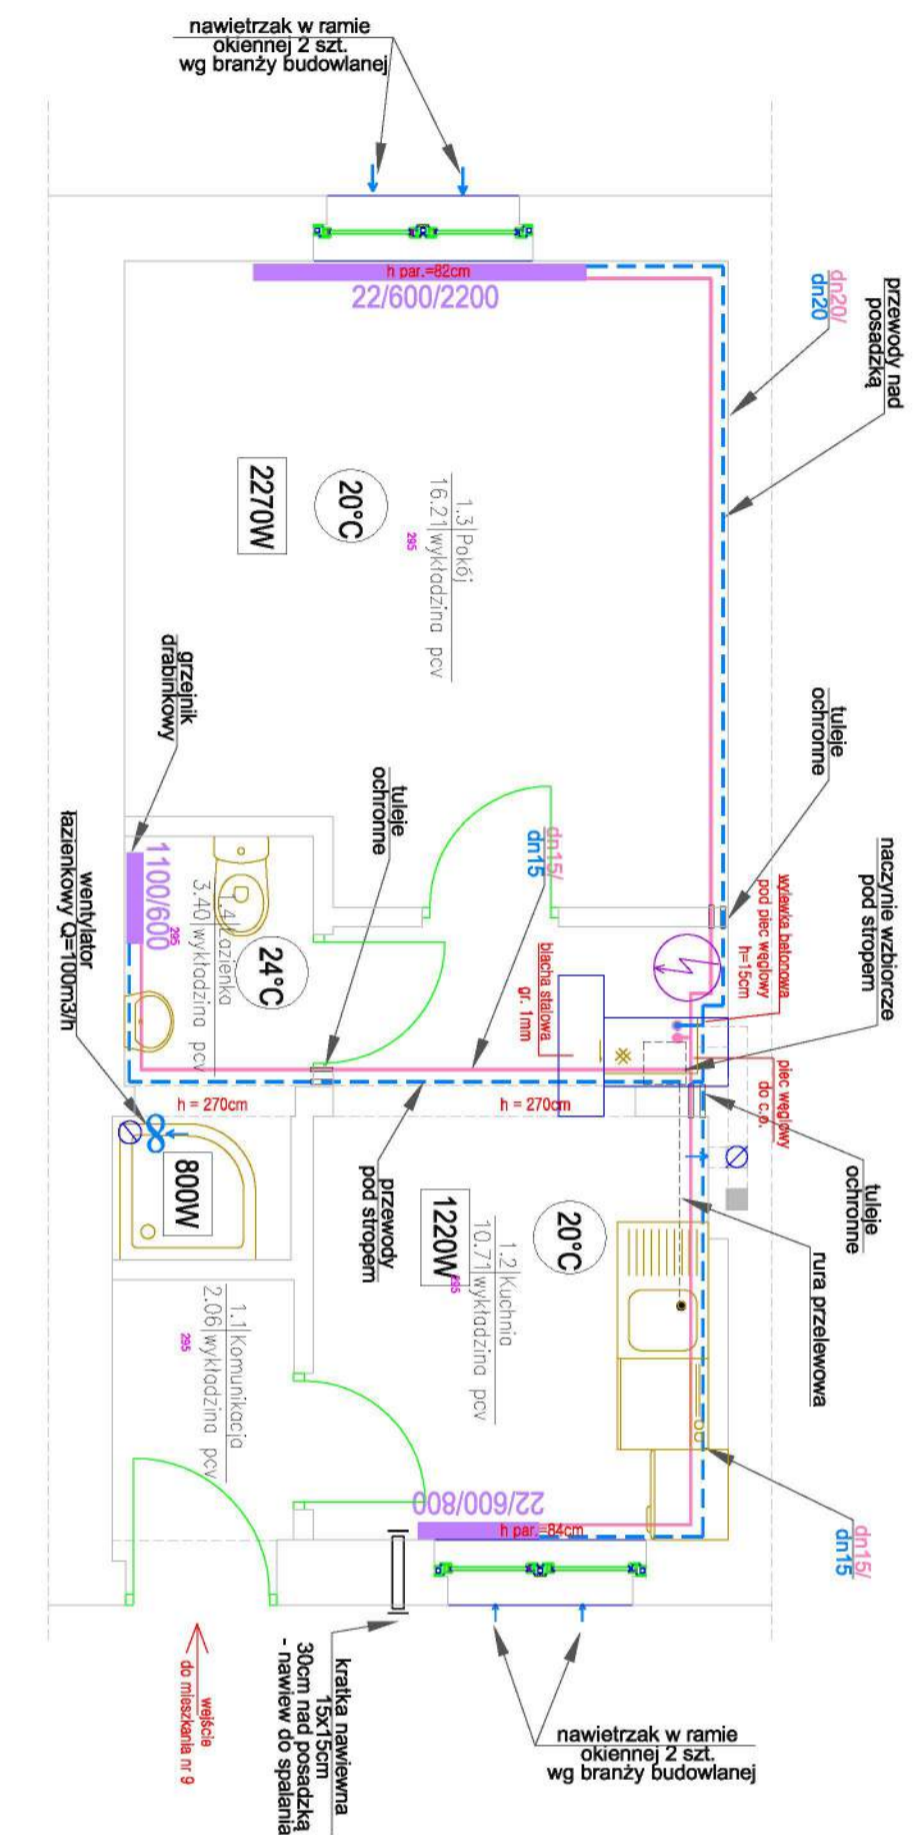 nawietrzak w ramie
okiennej 2 szt.
wg branży budowlanej
h par.=82cm
22/600/2200
dn20/
dn20
przewody nad
posadzką
2270W
20°C
1.3 Pokój
16.21 wykładzina pcv
295
grzejnik
drabinkowy
tuleje
ochronne
dn15/
dn15
tuleje
ochronne
naczynie wzbiorcze
pod stropem
wylewka betonowa
pod piec węglowy
h=15cm
blacha stalowa
gr. 1mm
piec węglowy
do c.o.
1100/600
295
1.4 Łazienka
3.40 wykładzina pcv
24°C
wentylator
łazienkowy Q=100m3/h
h = 270cm
h = 270cm
800W
przewody
pod stropem
tuleje
ochronne
rura przelewowa
1220W
20°C
1.2 Kuchnia
10.71 wykładzina pcv
295
1.1 Komunikacja
2.06 wykładzina pcv
295
22/600/800
h par.=84cm
dn15/
dn15
wejście
do mieszkania nr 9
kratka nawiewna
15x15cm
30cm nad posadzką
- nawiew do spalania
nawietrzak w ramie
okiennej 2 szt.
wg branży budowlanej